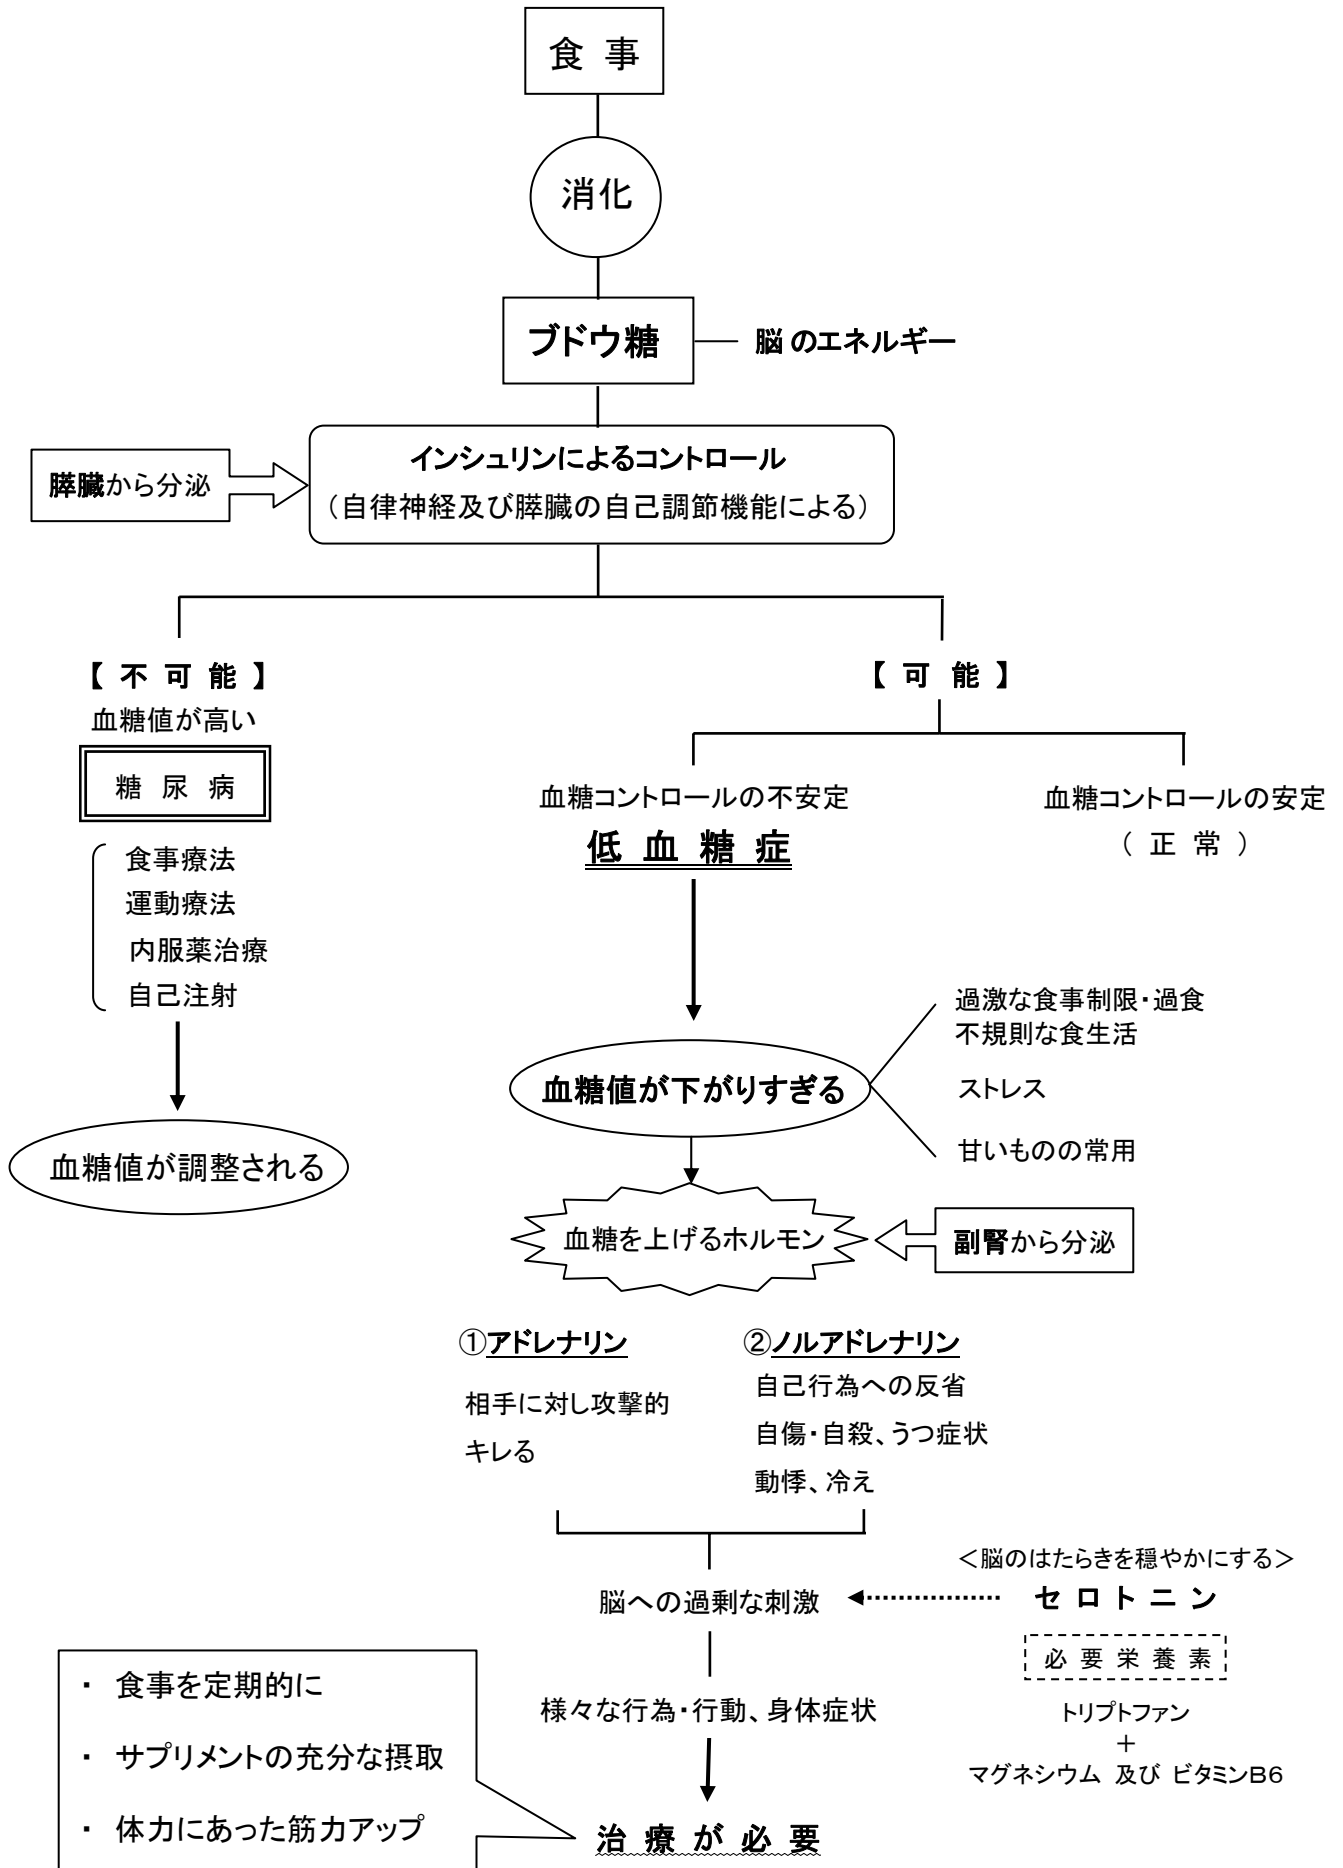 食 事
消化
ブドウ糖
脳のエネルギー
インシュリンによるコントロール
（自律神経及び膵臓の自己調節機能による）
膵臓から分泌
【 不 可 能 】
血糖値が高い
糖 尿 病
食事療法
運動療法
内服薬治療
自己注射
血糖値が調整される
【 可 能 】
血糖コントロールの不安定
低 血 糖 症
血糖コントロールの安定
（ 正 常 ）
血糖値が下がりすぎる
過激な食事制限・過食
不規則な食生活
ストレス
甘いものの常用
血糖を上げるホルモン
副腎から分泌
①アドレナリン
相手に対し攻撃的
キレる
②ノルアドレナリン
自己行為への反省
自傷・自殺、うつ症状
動悸、冷え
脳への過剰な刺激
＜脳のはたらきを穏やかにする＞
セ ロ ト ニ ン
必 要 栄 養 素
トリプトファン
＋
マグネシウム 及び ビタミンＢ６
様々な行為・行動、身体症状
治 療 が 必 要
・ 食事を定期的に
・ サプリメントの充分な摂取
・ 体力にあった筋力アップ